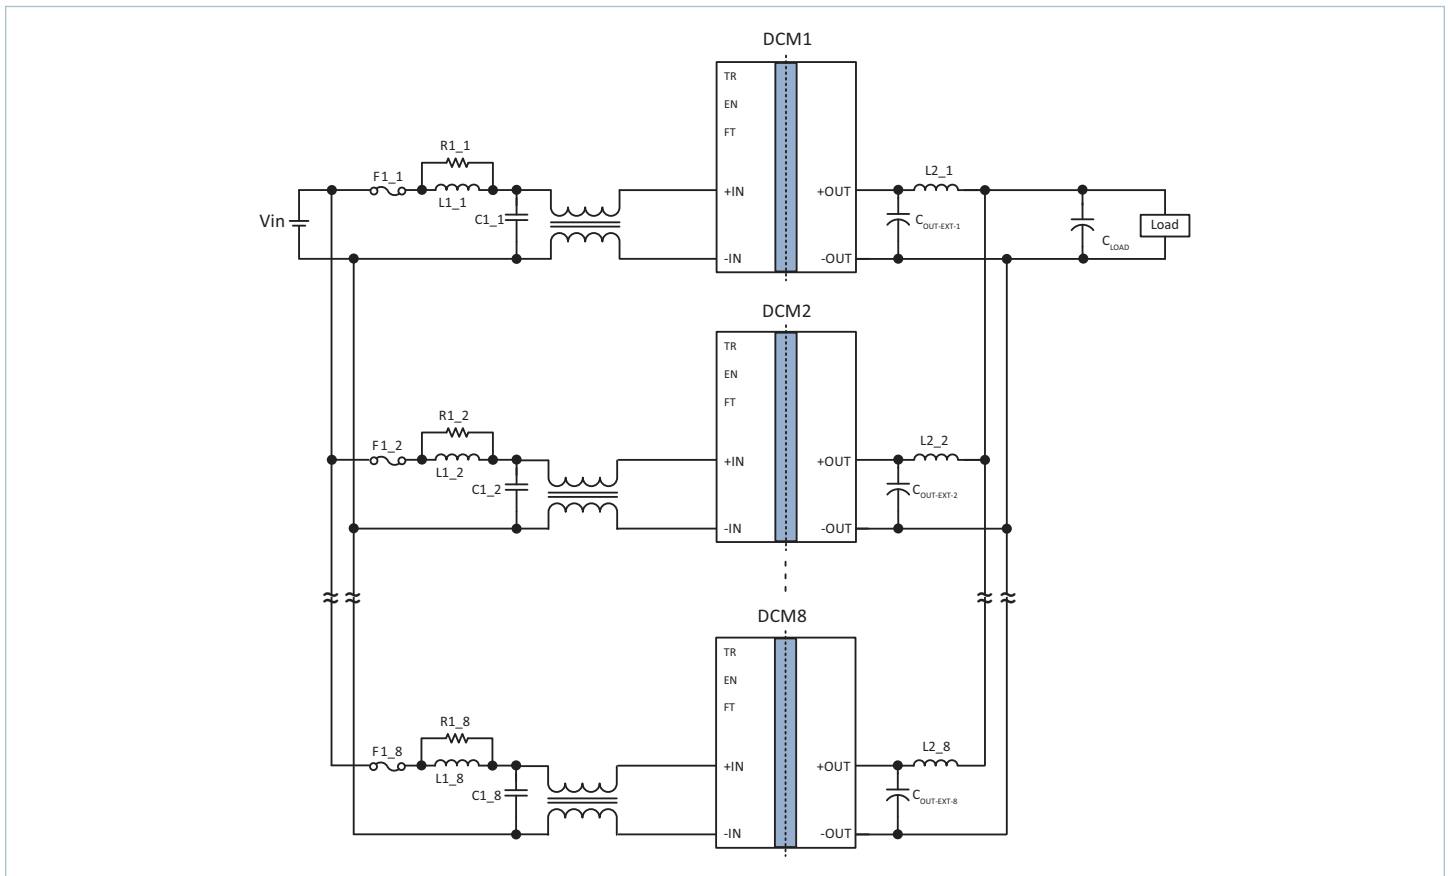 DCM1
TR
EN
FT
R1_1
F1_1
L1_1
C1_1
Vin
+IN
-IN
+OUT
-OUT
L2_1
COUT-EXT-1
CLOAD
Load
DCM2
TR
EN
FT
R1_2
F1_2
L1_2
C1_2
+IN
-IN
+OUT
-OUT
L2_2
COUT-EXT-2
DCM8
TR
EN
FT
R1_8
F1_8
L1_8
C1_8
+IN
-IN
+OUT
-OUT
L2_8
COUT-EXT-8